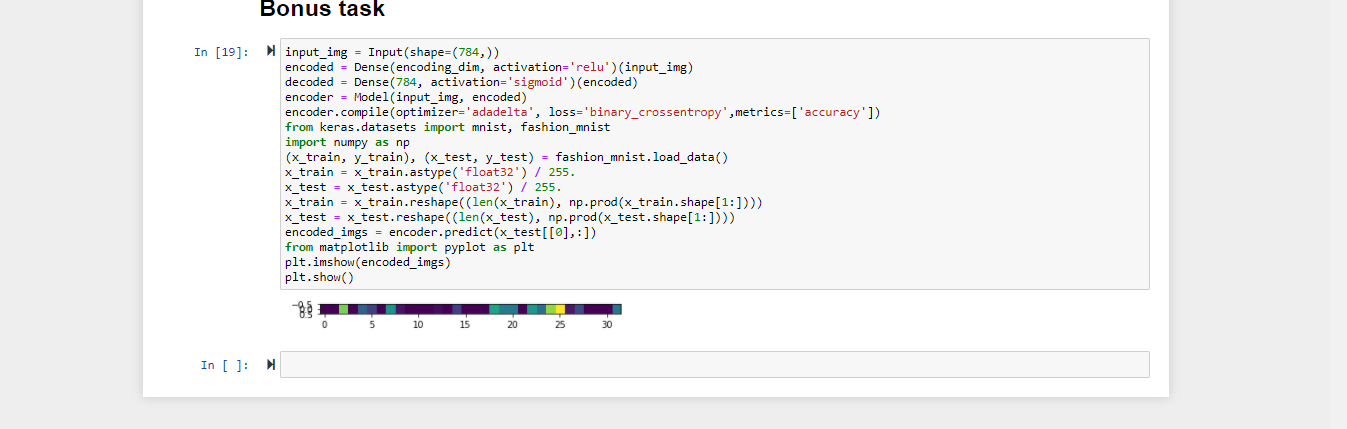 Bonus task
In [19]:
input_img = Input(shape=(784,))
encoded = Dense(encoding_dim, activation='relu')(input_img)
decoded = Dense(784, activation='sigmoid')(encoded)
encoder = Model(input_img, encoded)
encoder.compile(optimizer='adadelta', loss='binary_crossentropy',metrics=['accuracy'])
from keras.datasets import mnist, fashion_mnist
import numpy as np
(x_train, y_train), (x_test, y_test) = fashion_mnist.load_data()
x_train = x_train.astype('float32') / 255.
x_test = x_test.astype('float32') / 255.
x_train = x_train.reshape((len(x_train), np.prod(x_train.shape[1:])))
x_test = x_test.reshape((len(x_test), np.prod(x_test.shape[1:])))
encoded_imgs = encoder.predict(x_test[[0],:])
from matplotlib import pyplot as plt
plt.imshow(encoded_imgs)
plt.show()
−0.5
0.5
0 5 10 15 20 25 30
In [ ]: